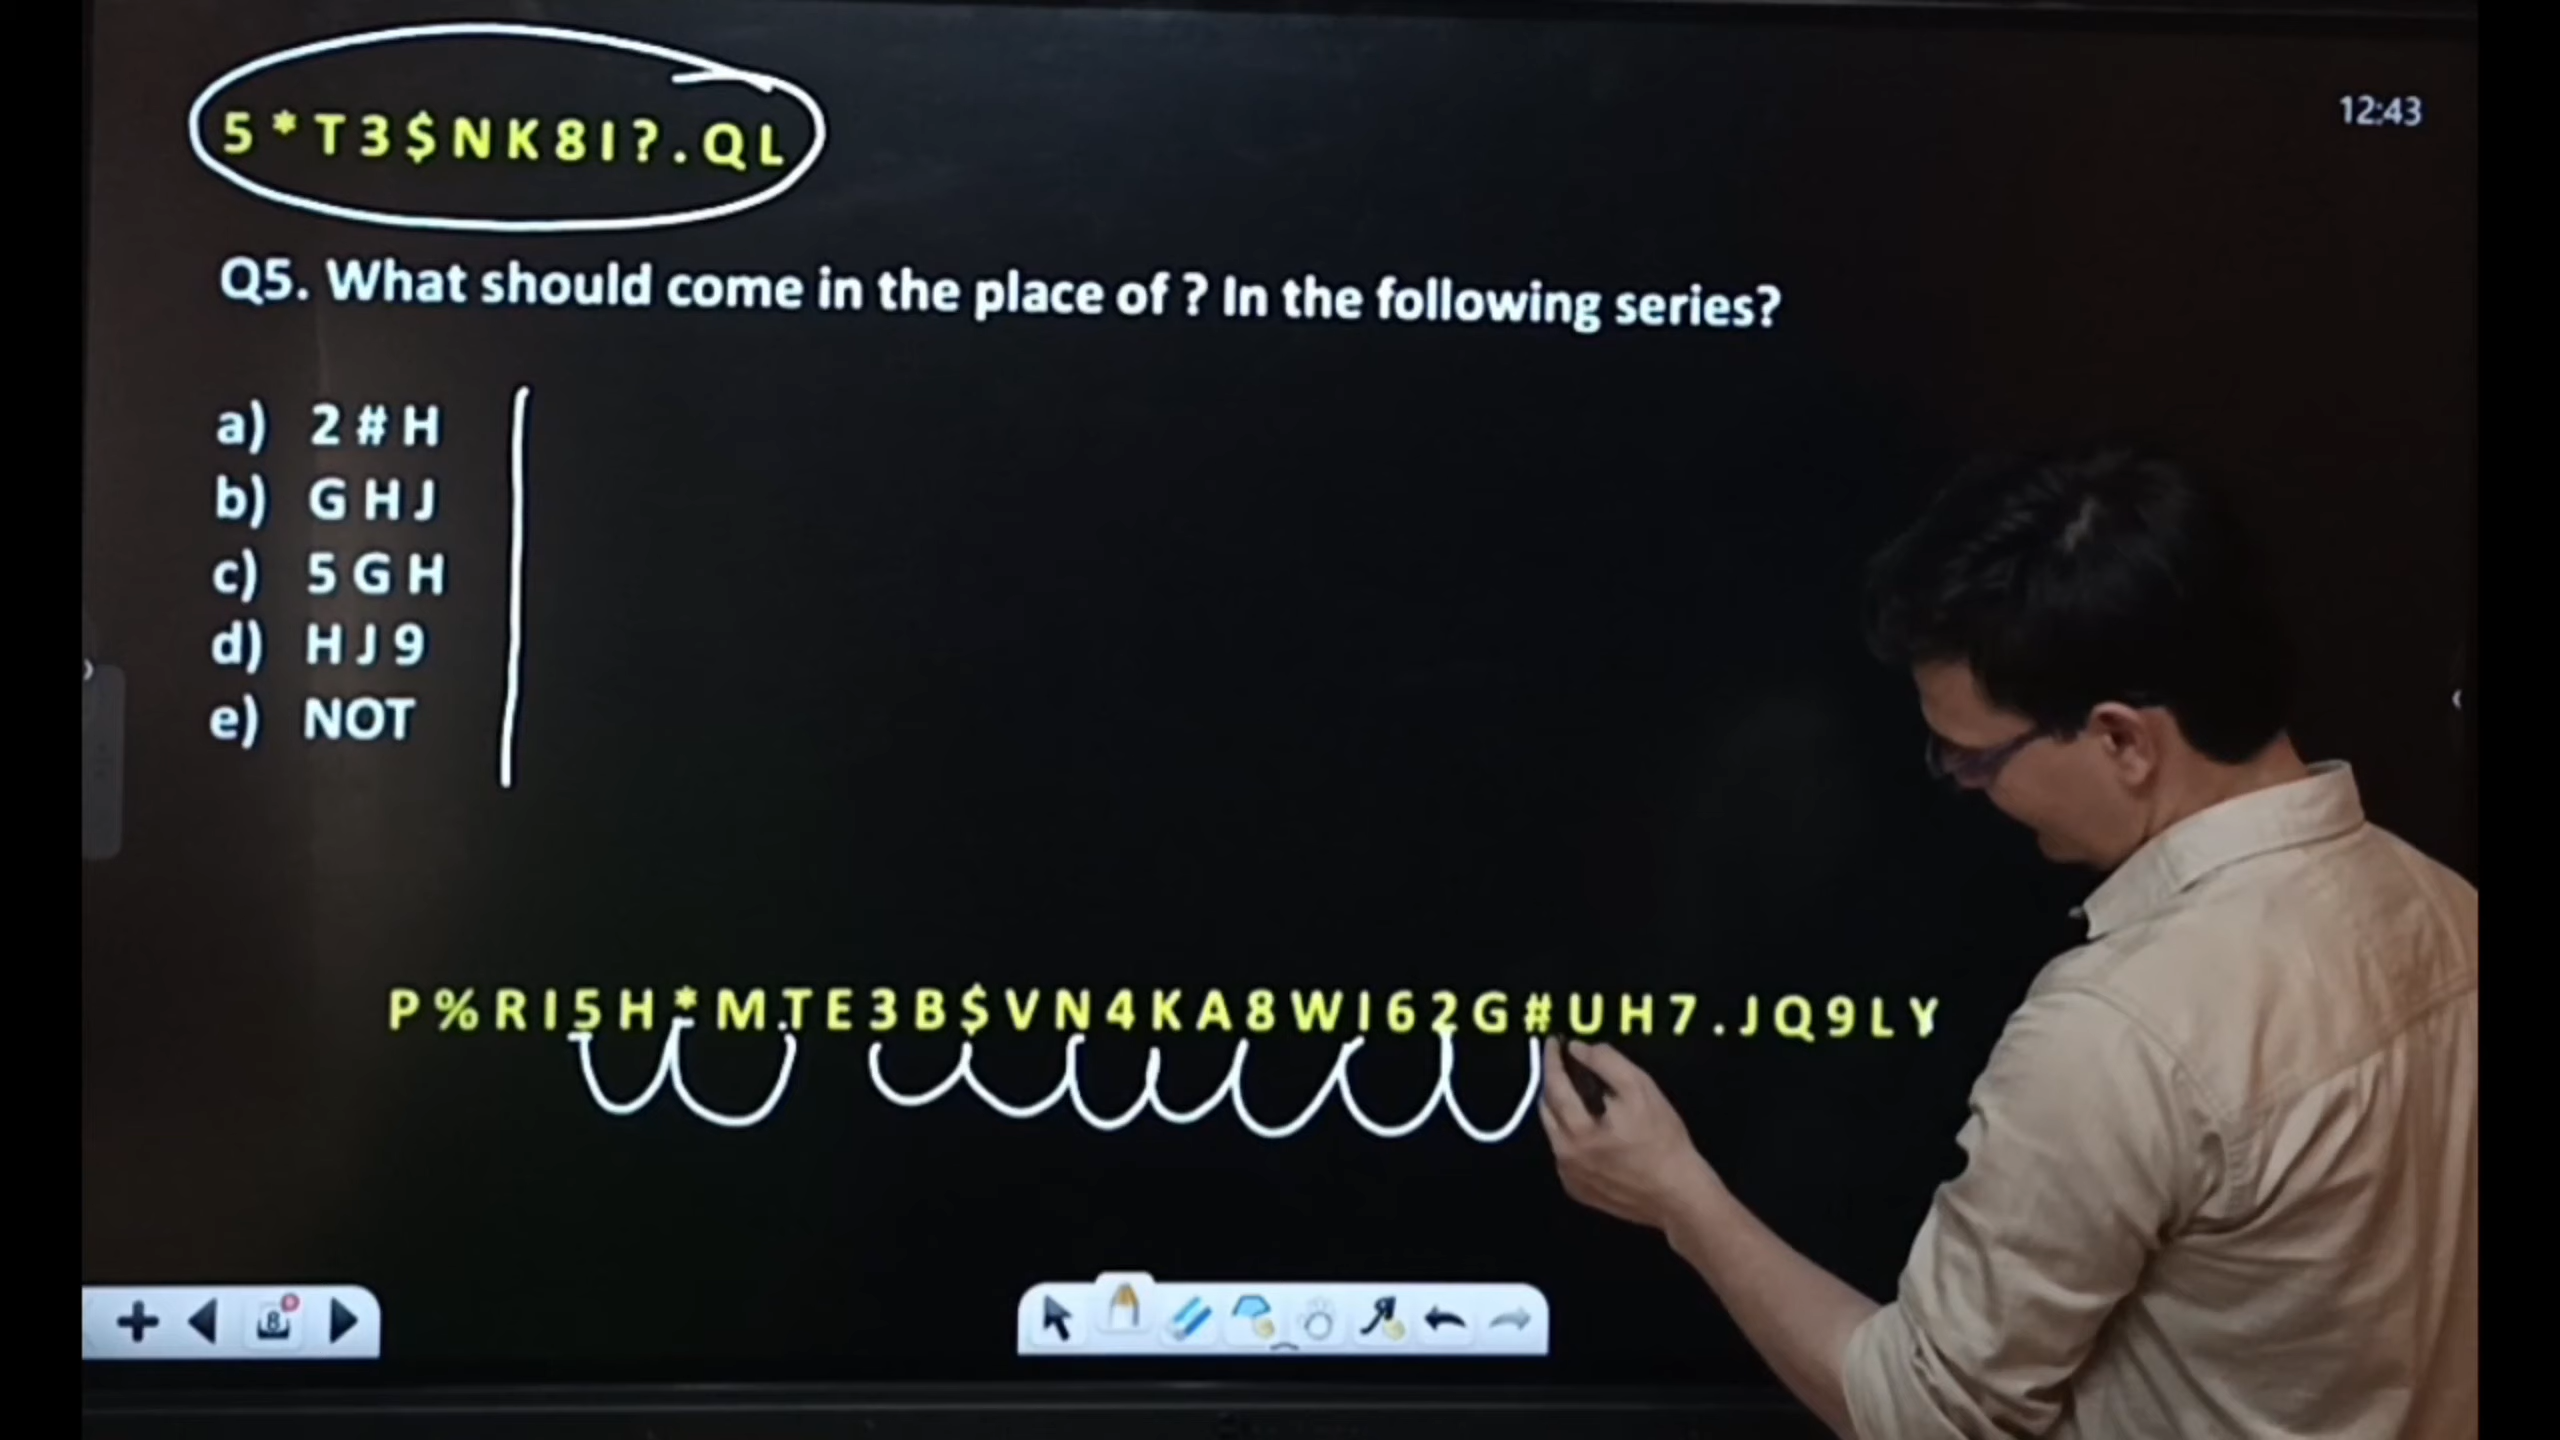 12:43
5 * T 3 $ N K 8 I ? . Q L
Q5. What should come in the place of ? In the following series?
a) 2 # H
b) G H J
c) 5 G H
d) H J 9
e) NOT
P % R I 5 H * M T E 3 B $ V N 4 K A 8 W I 6 2 G # U H 7 . J Q 9 L Y
8